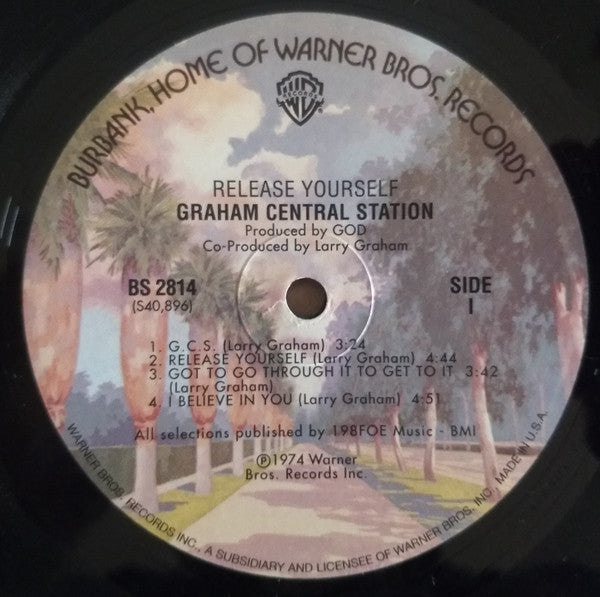 BURBANK, HOME OF WARNER BROS. RECORDS
WB
RECORDS
RELEASE YOURSELF
GRAHAM CENTRAL STATION
Produced by GOD
Co-Produced by Larry Graham
BS 2814
(S40,896)
SIDE
I
1. G.C.S. (Larry Graham) 3:24
2. RELEASE YOURSELF (Larry Graham) 4:44
3. GOT TO GO THROUGH IT TO GET TO IT 3:42
(Larry Graham)
4. I BELIEVE IN YOU (Larry Graham) 4:51
All selections published by 198FOE Music - BMI
℗1974 Warner
Bros. Records Inc.
WARNER BROS. RECORDS INC., A SUBSIDIARY AND LICENSEE OF WARNER BROS. INC., MADE IN U.S.A.